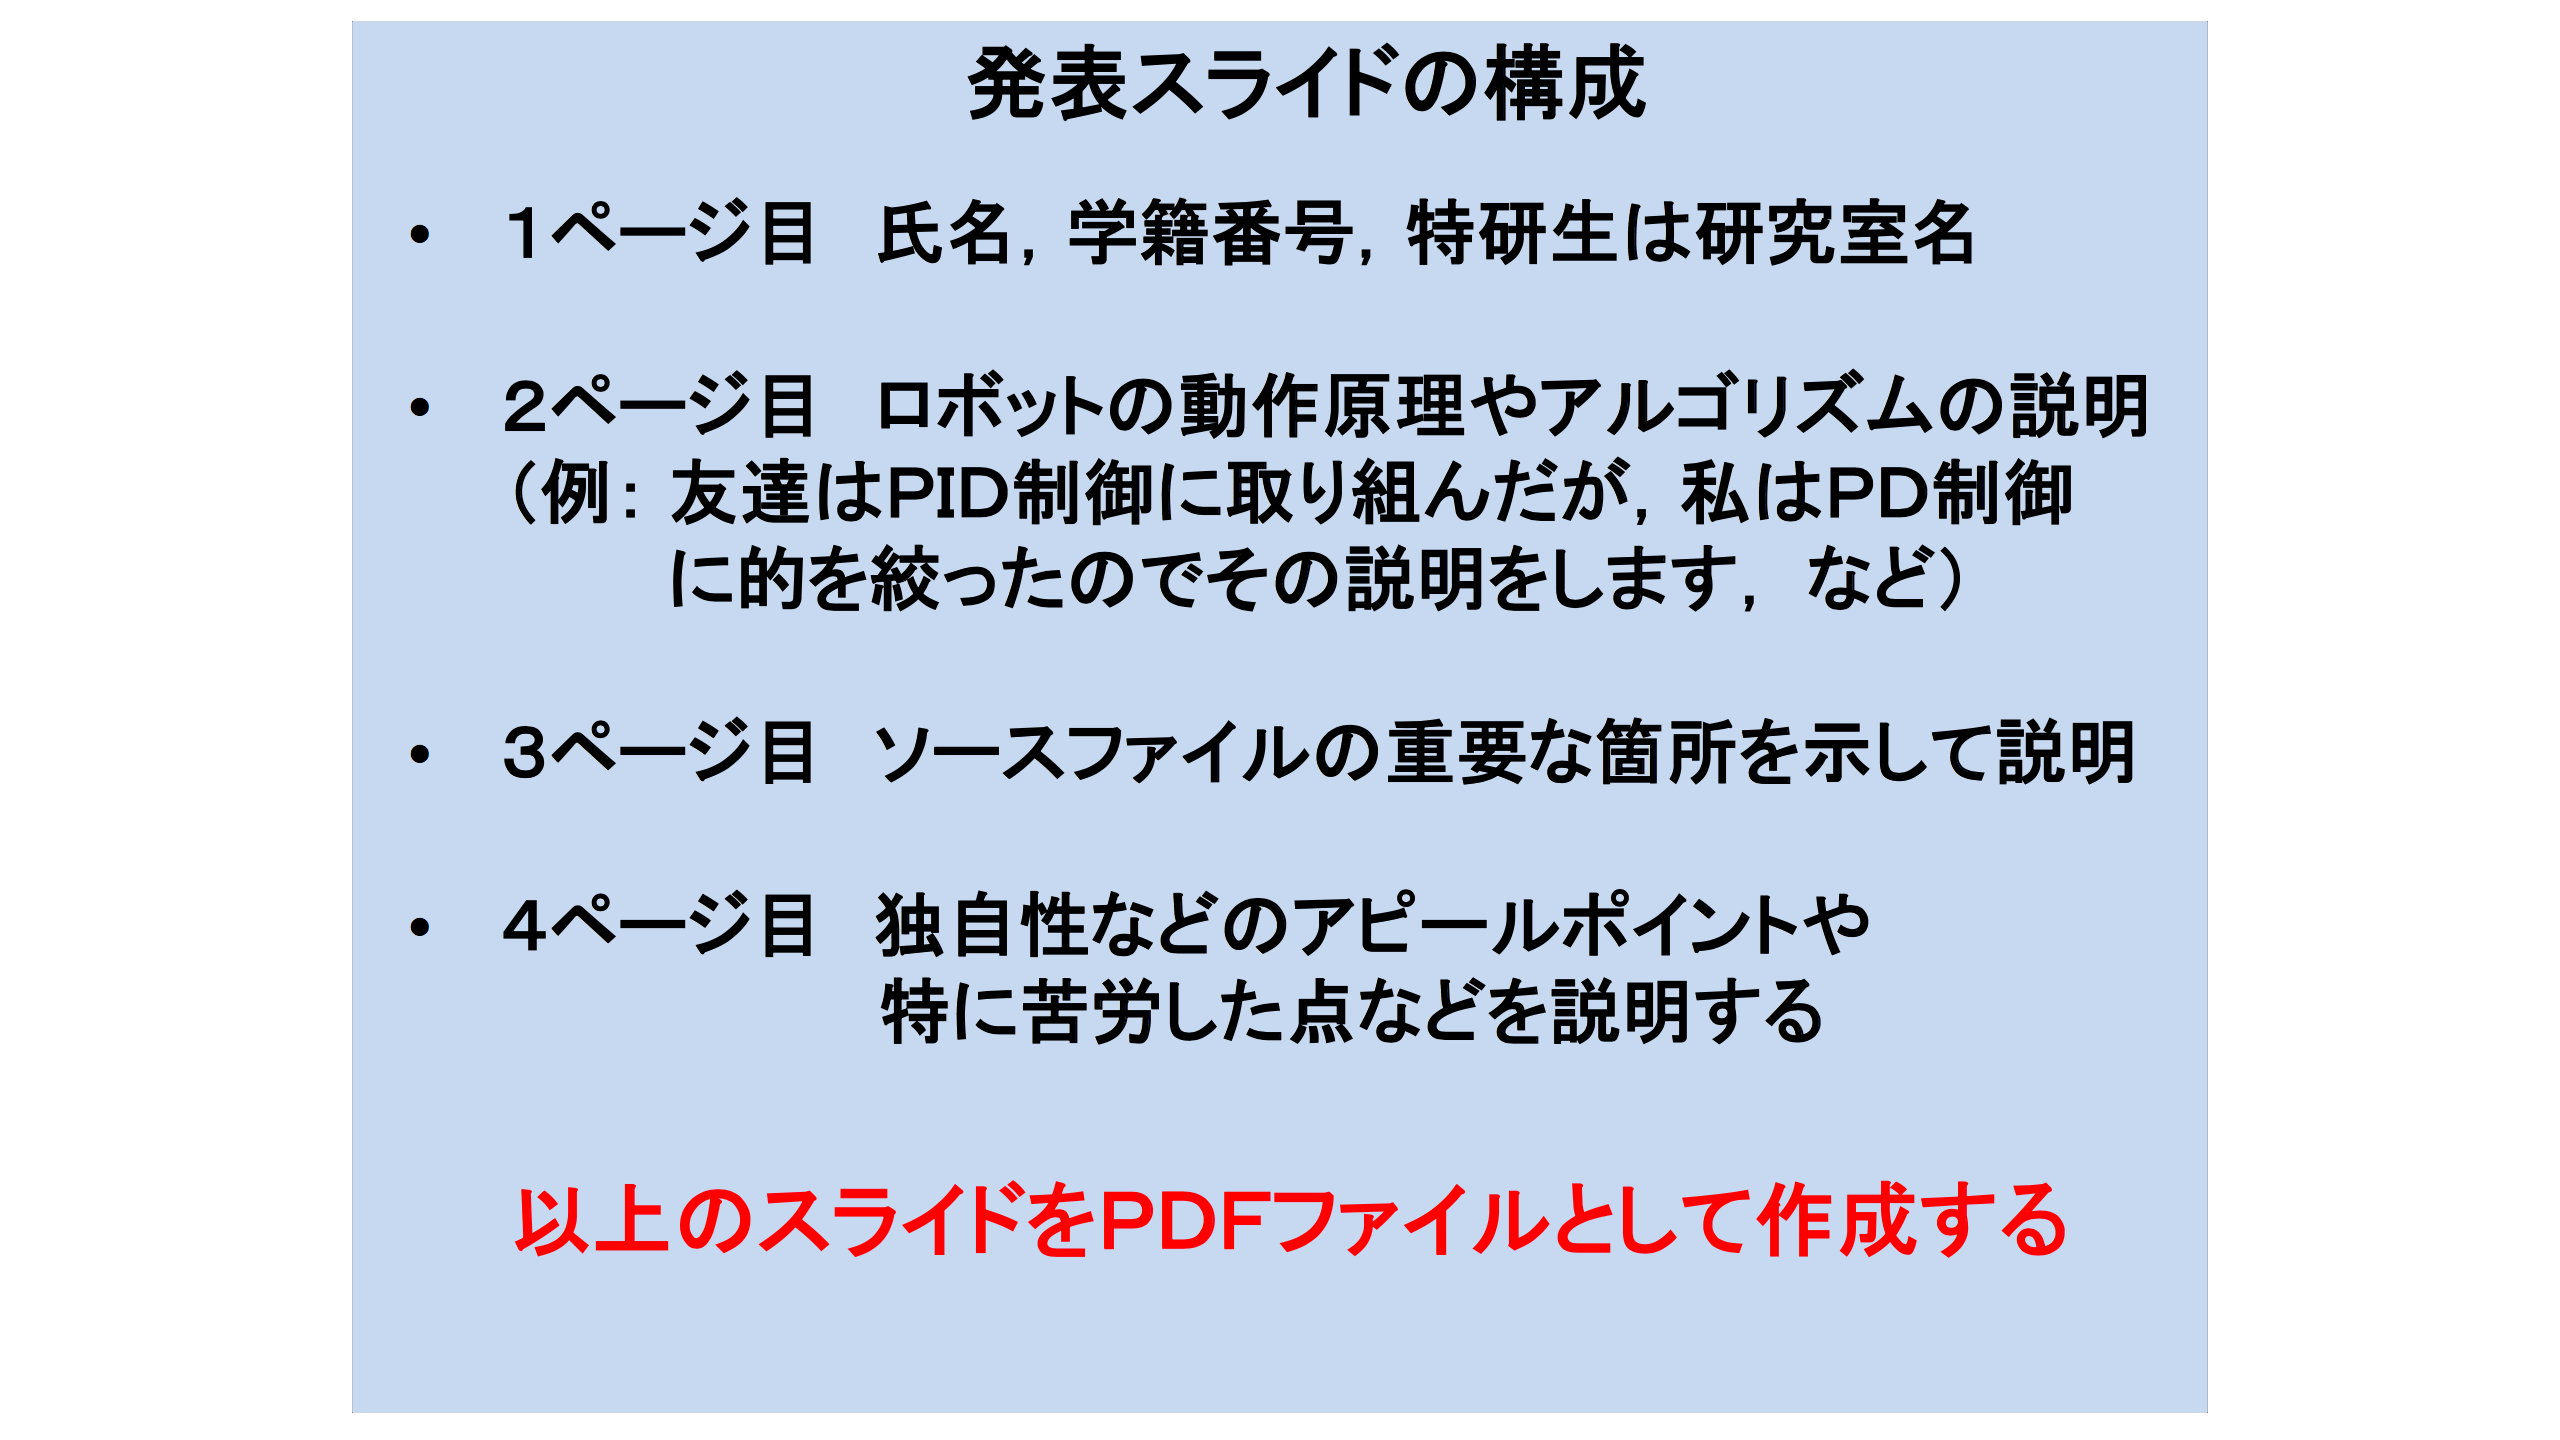 発表スライドの構成
• １ページ目　氏名，学籍番号，特研生は研究室名
• ２ページ目　ロボットの動作原理やアルゴリズムの説明
（例：友達はＰＩＤ制御に取り組んだが，私はＰＤ制御
に的を絞ったのでその説明をします，　など）
• ３ページ目　ソースファイルの重要な箇所を示して説明
• ４ページ目　独自性などのアピールポイントや
特に苦労した点などを説明する
以上のスライドをＰＤＦファイルとして作成する